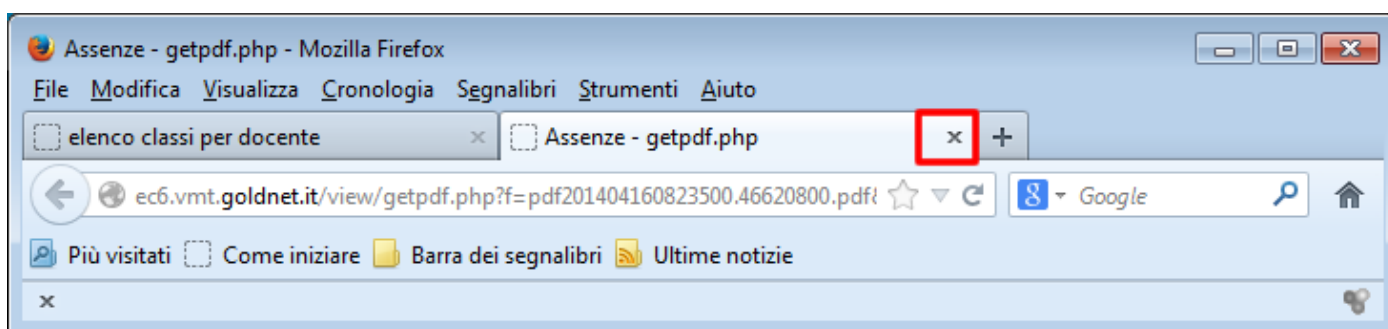 Assenze - getpdf.php - Mozilla Firefox
File Modifica Visualizza Cronologia Segnalibri Strumenti Aiuto
elenco classi per docente × Assenze - getpdf.php × +
ec6.vmt.goldnet.it/view/getpdf.php?f=pdf201404160823500.46620800.pdf& 8 Google
Più visitati Come iniziare Barra dei segnalibri Ultime notizie
×